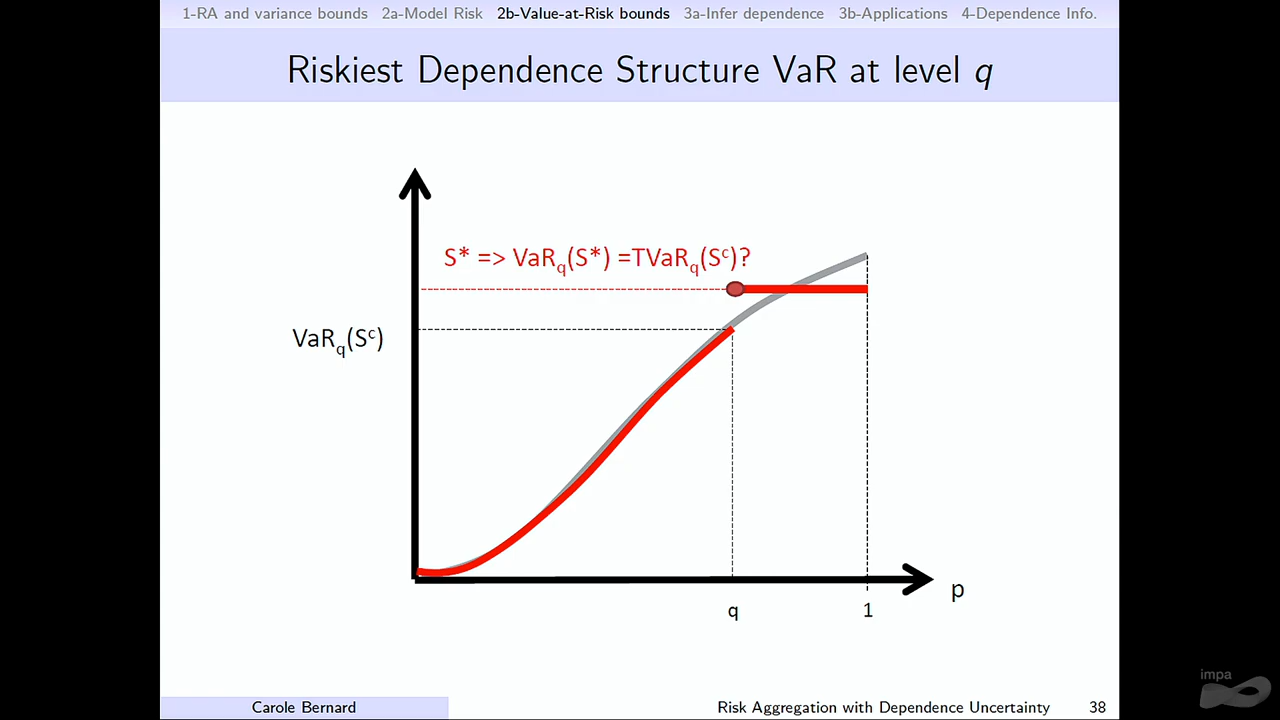 1-RA and variance bounds 2a-Model Risk 2b-Value-at-Risk bounds 3a-Infer dependence 3b-Applications 4-Dependence Info.
Riskiest Dependence Structure VaR at level q
S* => VaRq(S*) =TVaRq(Sᶜ)?
VaRq(Sᶜ)
p
q 1
impa
Carole Bernard Risk Aggregation with Dependence Uncertainty 38